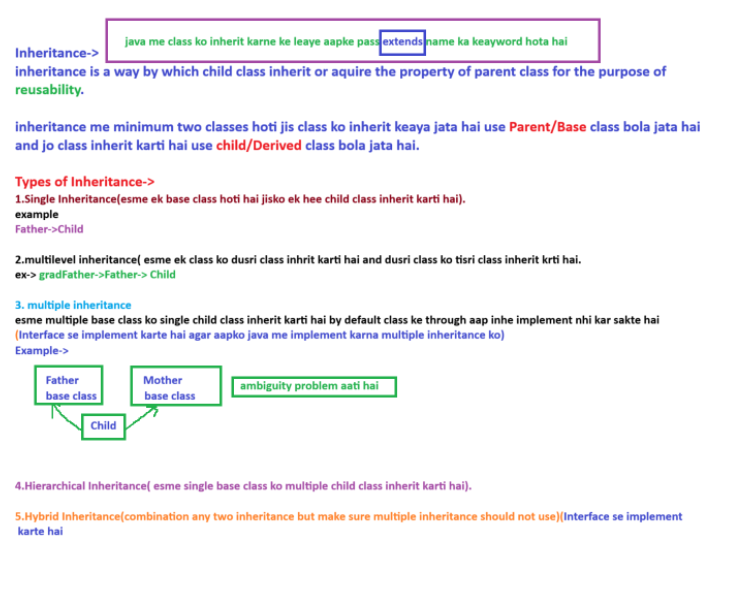 java me class ko inherit karne ke leaye aapke pass extends name ka keayword hota hai
Inheritance->
inheritance is a way by which child class inherit or aquire the property of parent class for the purpose of
reusability.
inheritance me minimum two classes hoti jis class ko inherit keaya jata hai use Parent/Base class bola jata hai
and jo class inherit karti hai use child/Derived class bola jata hai.
Types of Inheritance->
1.Single Inheritance(esme ek base class hoti hai jisko ek hee child class inherit karti hai).
example
Father->Child
2.multilevel inheritance( esme ek class ko dusri class inhrit karti hai and dusri class ko tisri class inherit krti hai.
ex-> gradFather->Father-> Child
3. multiple inheritance
esme multiple base class ko single child class inherit karti hai by default class ke through aap inhe implement nhi kar sakte hai
(Interface se implement karte hai agar aapko java me implement karna multiple inheritance ko)
Example->
Father
base class
Mother
base class
ambiguity problem aati hai
Child
4.Hierarchical Inheritance( esme single base class ko multiple child class inherit karti hai).
5.Hybrid Inheritance(combination any two inheritance but make sure multiple inheritance should not use)(Interface se implement
karte hai